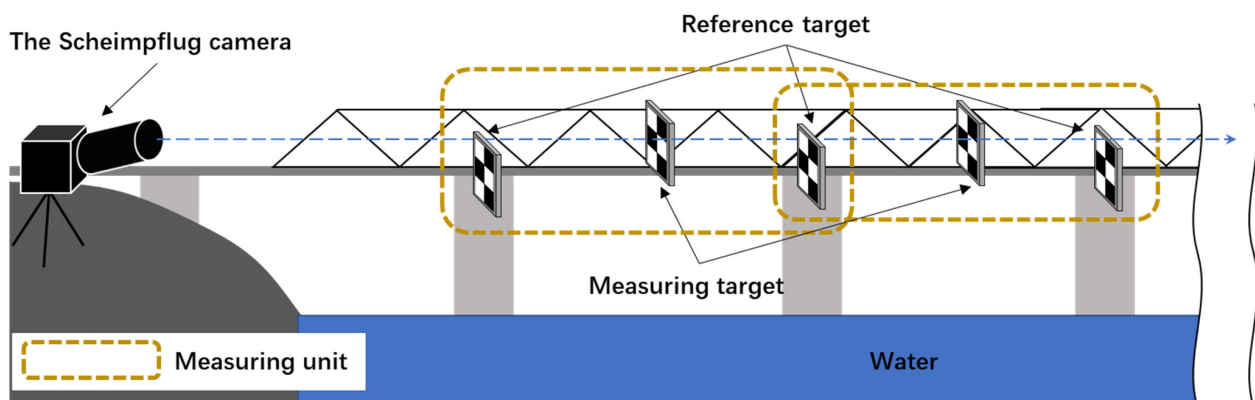 Reference target
The Scheimpflug camera
Measuring target
Measuring unit
Water